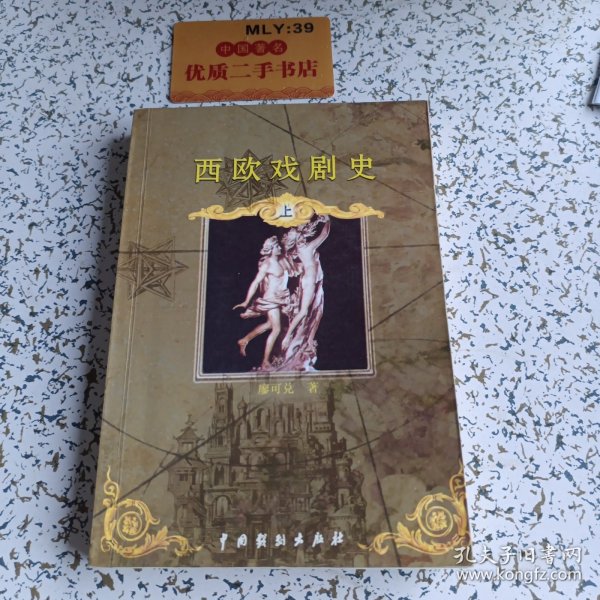 MLY:39
中国著名
优质二手书店
西欧戏剧史
上
廖可兑 著
中国戏剧出版社
孔夫子旧书网
www.kongfz.com